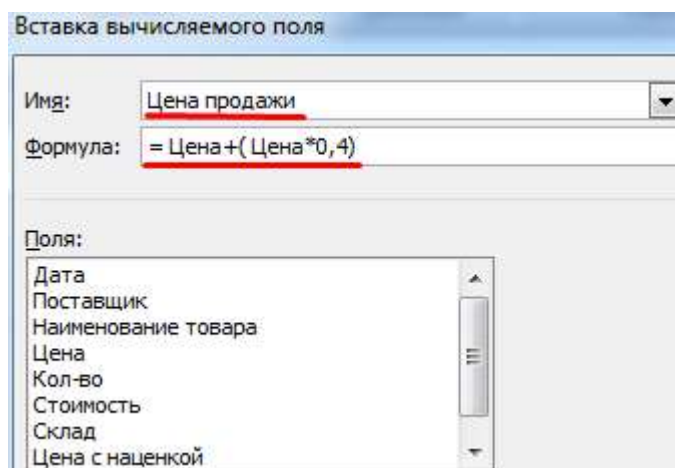 Вставка вычисляемого поля
Имя: Цена продажи
Формула: = Цена+( Цена*0,4)
Поля:
Дата
Поставщик
Наименование товара
Цена
Кол-во
Стоимость
Склад
Цена с наценкой